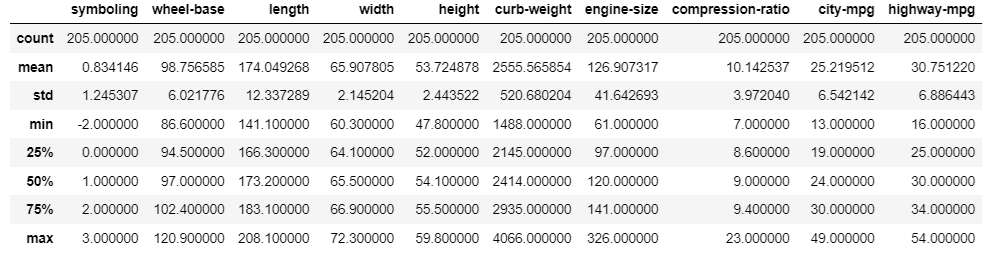 symboling wheel-base length width height curb-weight engine-size compression-ratio city-mpg highway-mpg
count 205.000000 205.000000 205.000000 205.000000 205.000000 205.000000 205.000000 205.000000 205.000000 205.000000
mean 0.834146 98.756585 174.049268 65.907805 53.724878 2555.565854 126.907317 10.142537 25.219512 30.751220
std 1.245307 6.021776 12.337289 2.145204 2.443522 520.680204 41.642693 3.972040 6.542142 6.886443
min -2.000000 86.600000 141.100000 60.300000 47.800000 1488.000000 61.000000 7.000000 13.000000 16.000000
25% 0.000000 94.500000 166.300000 64.100000 52.000000 2145.000000 97.000000 8.600000 19.000000 25.000000
50% 1.000000 97.000000 173.200000 65.500000 54.100000 2414.000000 120.000000 9.000000 24.000000 30.000000
75% 2.000000 102.400000 183.100000 66.900000 55.500000 2935.000000 141.000000 9.400000 30.000000 34.000000
max 3.000000 120.900000 208.100000 72.300000 59.800000 4066.000000 326.000000 23.000000 49.000000 54.000000